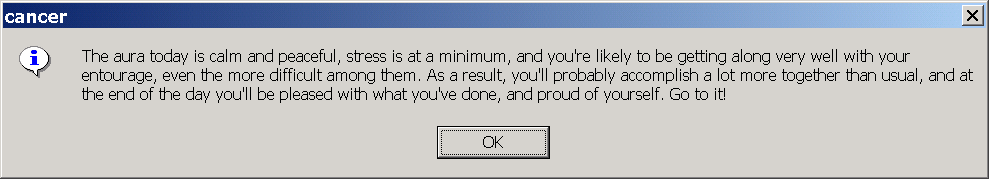 cancer
The aura today is calm and peaceful, stress is at a minimum, and you're likely to be getting along very well with your
entourage, even the more difficult among them. As a result, you'll probably accomplish a lot more together than usual, and at
the end of the day you'll be pleased with what you've done, and proud of yourself. Go to it!
OK